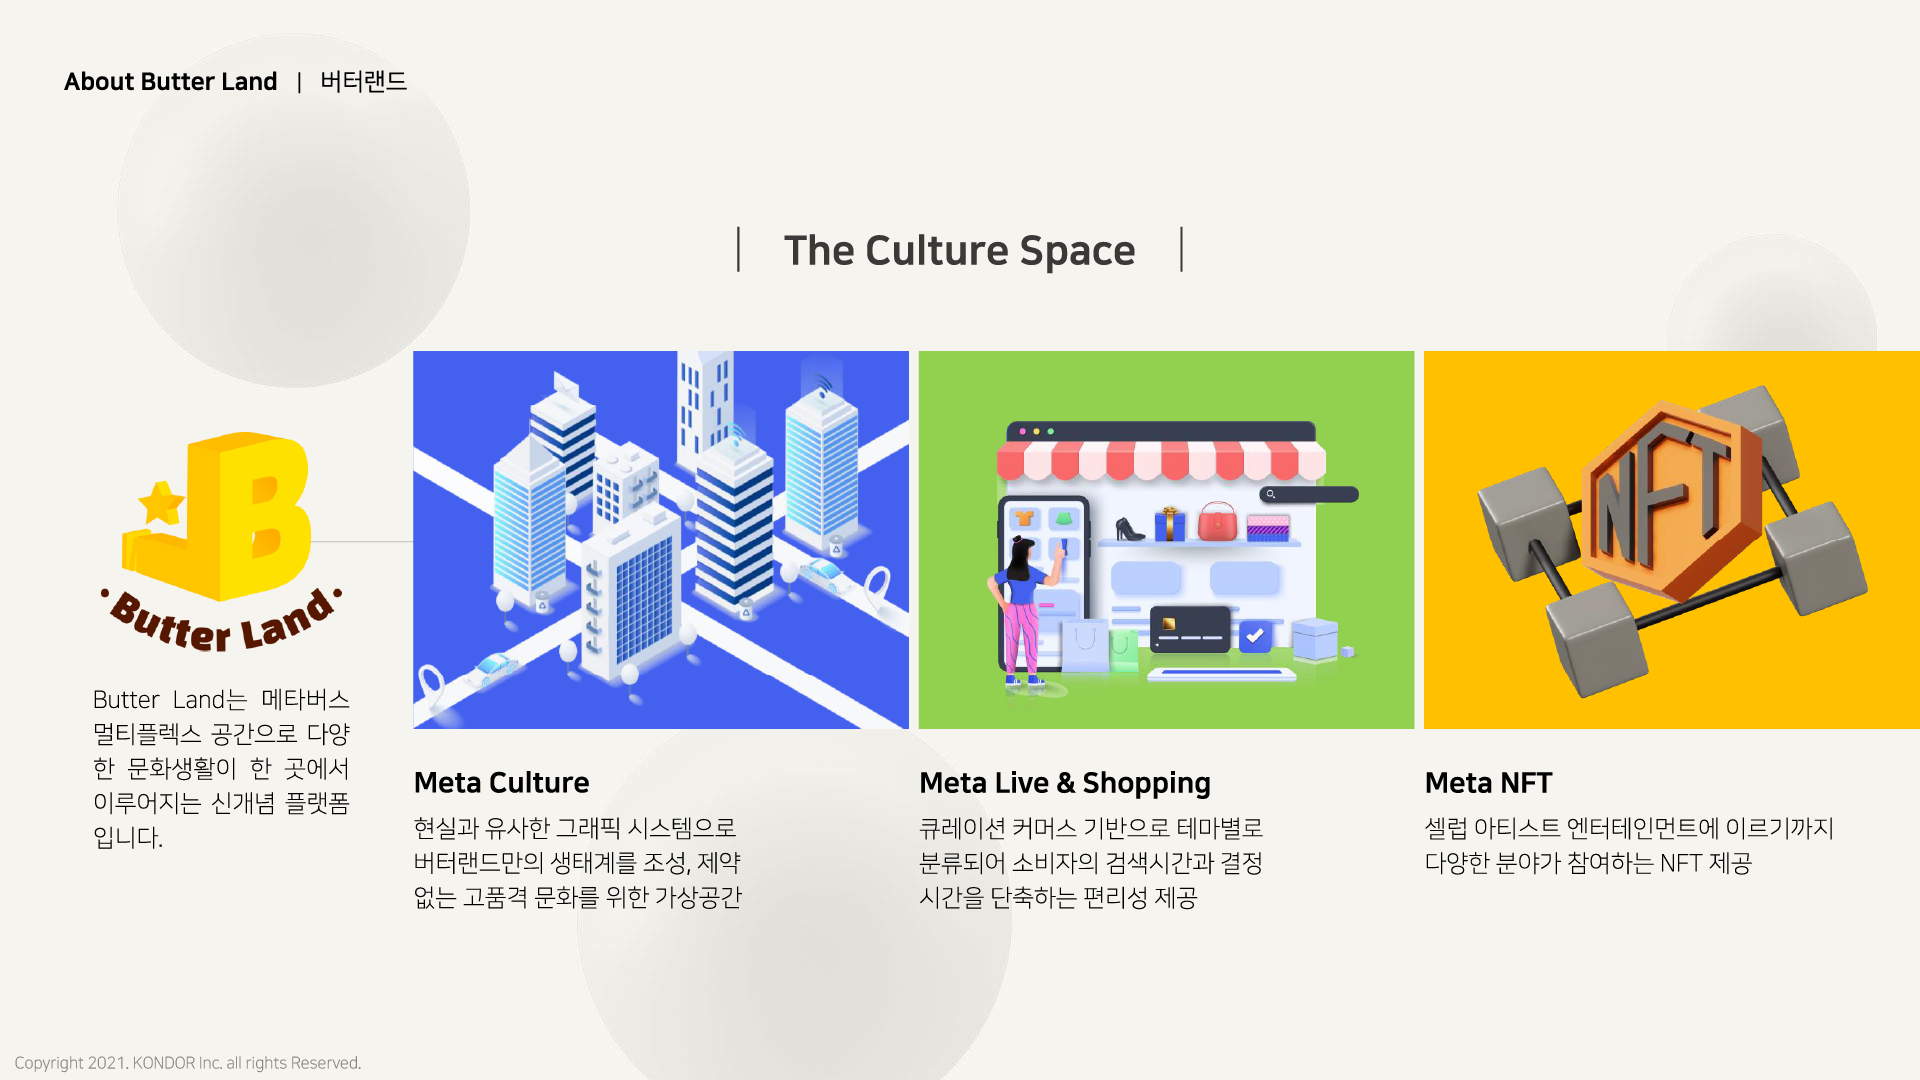 About Butter Land | 버터랜드
| The Culture Space |
Butter Land
Butter Land는 메타버스
멀티플렉스 공간으로 다양
한 문화생활이 한 곳에서
이루어지는 신개념 플랫폼
입니다.
Meta Culture
현실과 유사한 그래픽 시스템으로
버터랜드만의 생태계를 조성, 제약
없는 고품격 문화를 위한 가상공간
Meta Live & Shopping
큐레이션 커머스 기반으로 테마별로
분류되어 소비자의 검색시간과 결정
시간을 단축하는 편리성 제공
NFT
Meta NFT
셀럽 아티스트 엔터테인먼트에 이르기까지
다양한 분야가 참여하는 NFT 제공
Copyright 2021. KONDOR Inc. all rights Reserved.